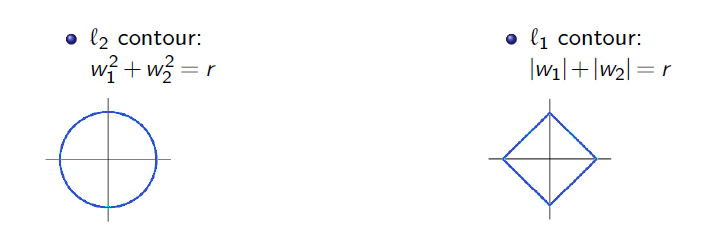 ℓ₂ contour:
w₁² + w₂² = r
ℓ₁ contour:
|w₁| + |w₂| = r